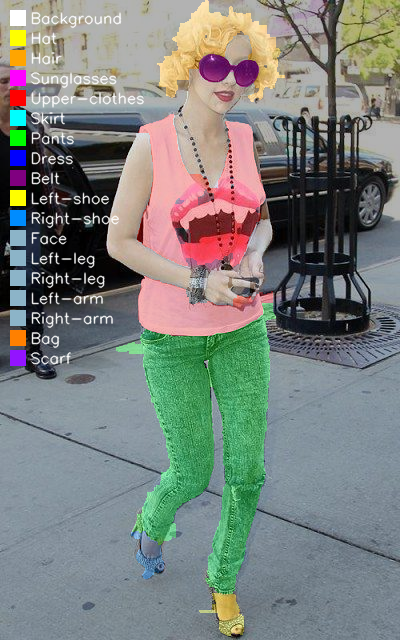 Background
Hat
Hair
Sunglasses
Upper-clothes
Skirt
Pants
Dress
Belt
Left-shoe
Right-shoe
Face
Left-leg
Right-leg
Left-arm
Right-arm
Bag
Scarf